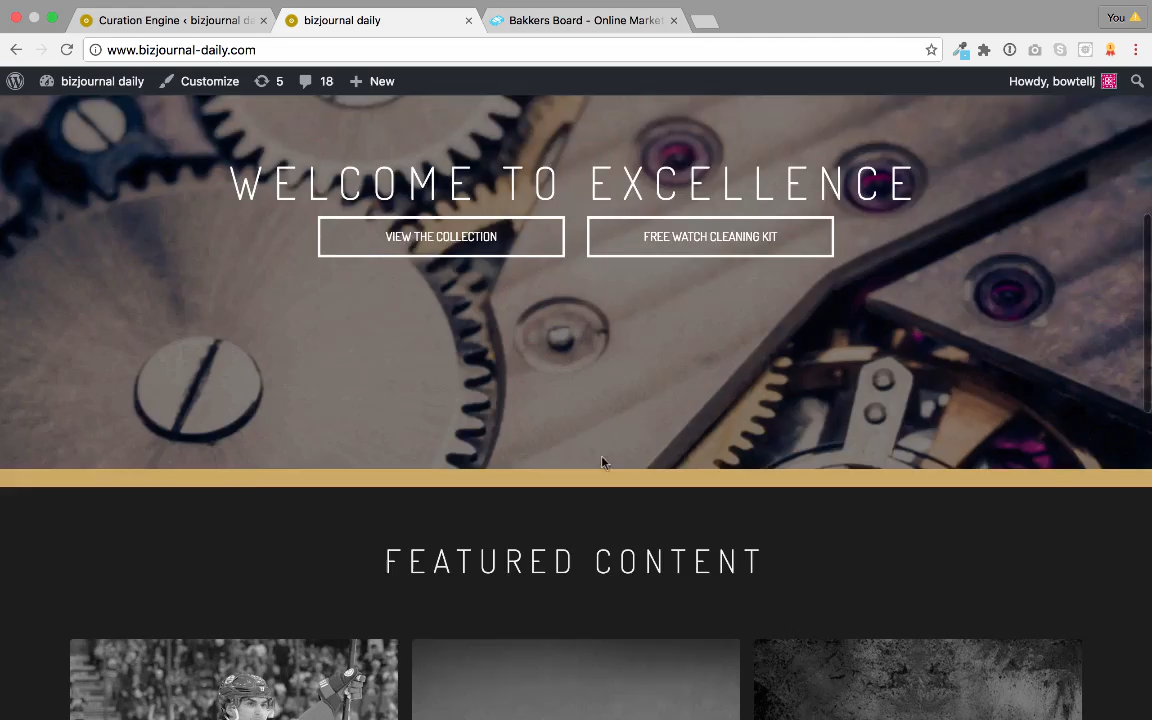 Curation Engine ‹ bizjournal da
bizjournal daily
Bakkers Board - Online Market
You
www.bizjournal-daily.com
bizjournal daily
Customize
5
18
New
Howdy, bowtellj
WELCOME TO EXCELLENCE
VIEW THE COLLECTION
FREE WATCH CLEANING KIT
FEATURED CONTENT